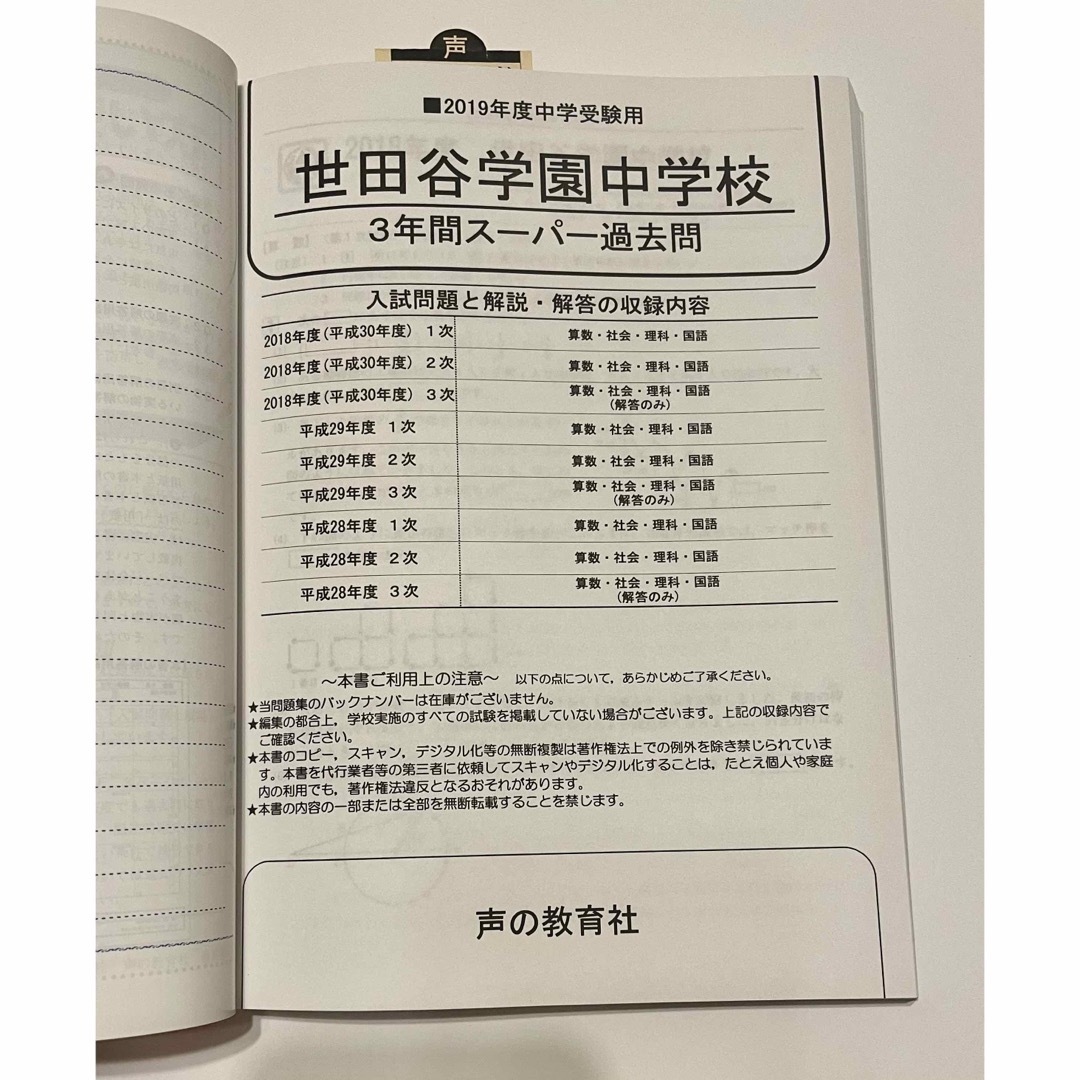 声
■2019年度中学受験用
世田谷学園中学校
3年間スーパー過去問
入試問題と解説・解答の収録内容
2018年度(平成30年度) 1次 算数・社会・理科・国語
2018年度(平成30年度) 2次 算数・社会・理科・国語
2018年度(平成30年度) 3次 算数・社会・理科・国語
(解答のみ)
平成29年度 1次 算数・社会・理科・国語
平成29年度 2次 算数・社会・理科・国語
平成29年度 3次 算数・社会・理科・国語
(解答のみ)
平成28年度 1次 算数・社会・理科・国語
平成28年度 2次 算数・社会・理科・国語
平成28年度 3次 算数・社会・理科・国語
(解答のみ)
～本書ご利用上の注意～ 以下の点について，あらかじめご了承ください。
★当問題集のバックナンバーは在庫がございません。
★編集の都合上，学校実施のすべての試験を掲載していない場合がございます。上記の収録内容で
ご確認ください。
★本書のコピー，スキャン，デジタル化等の無断複製は著作権法上での例外を除き禁じられていま
す。本書を代行業者等の第三者に依頼してスキャンやデジタル化することは，たとえ個人や家庭
内の利用でも，著作権法違反となるおそれがあります。
★本書の内容の一部または全部を無断転載することを禁じます。
声の教育社